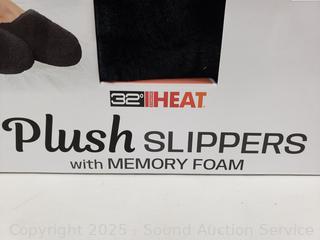 32° HEAT
Plush SLIPPERS
with MEMORY FOAM
Copyright 2025 - Sound Auction Service